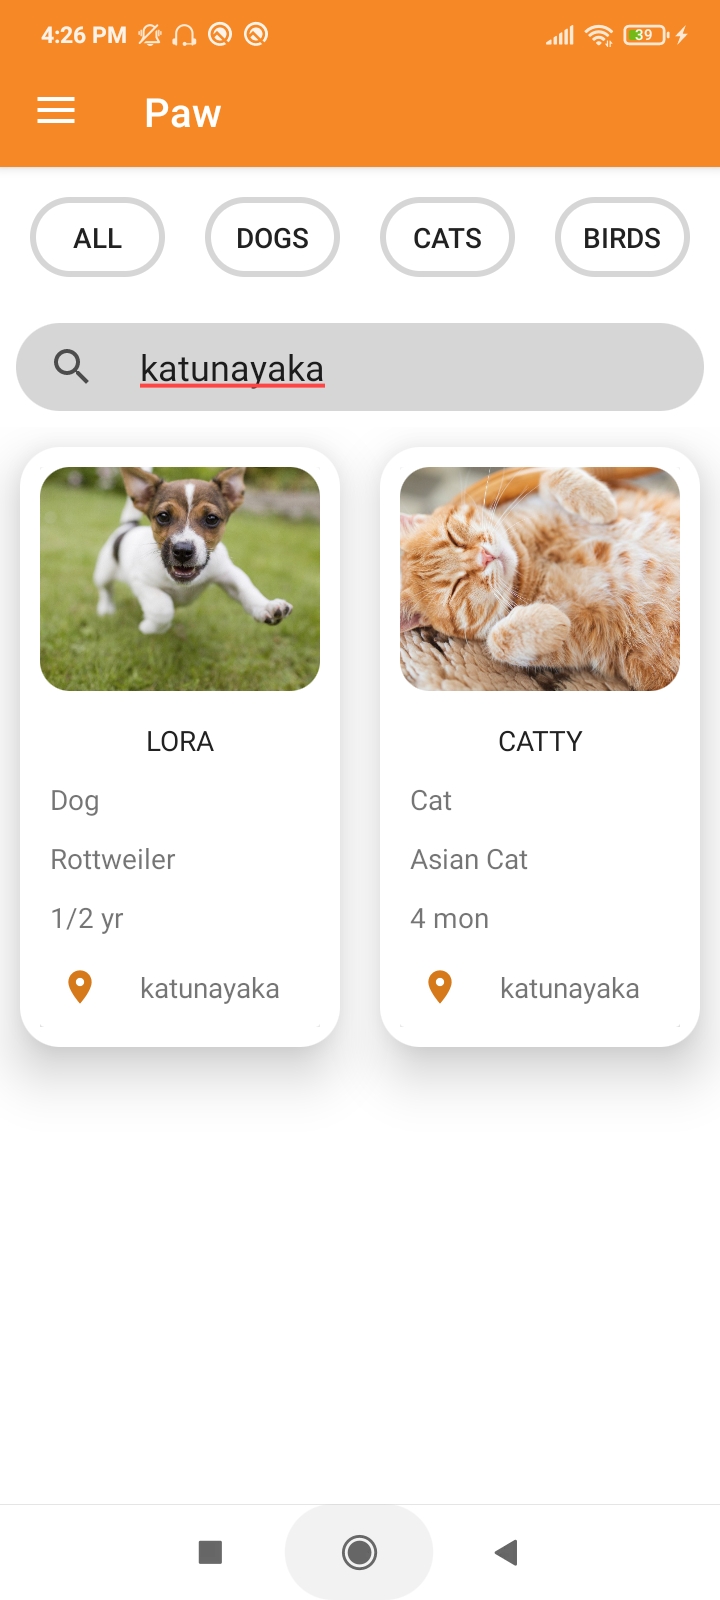 4:26 PM
39
Paw
ALL DOGS CATS BIRDS
katunayaka
LORA
Dog
Rottweiler
1/2 yr
katunayaka
CATTY
Cat
Asian Cat
4 mon
katunayaka